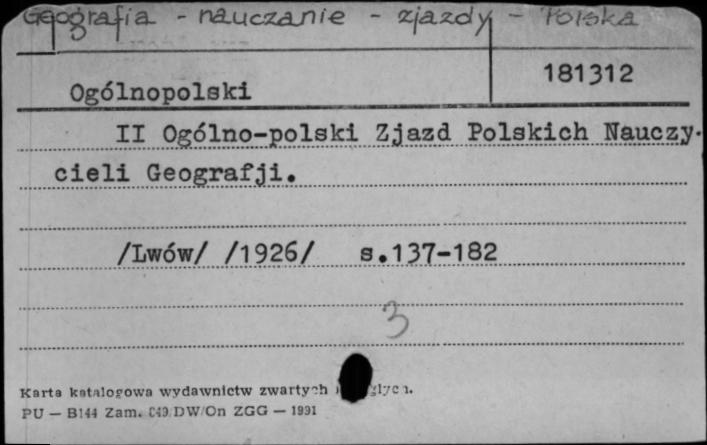 Geografia - nauczanie - zjazdy - Polska
181312
Ogólnopolski
II Ogólno-polski Zjazd Polskich Nauczy-
cieli Geografji.
/Lwów/ /1926/ s.137-182
3
Karta katalogowa wydawnictw zwartych
PU — B144 Zam. DW/On ZGG — 1991